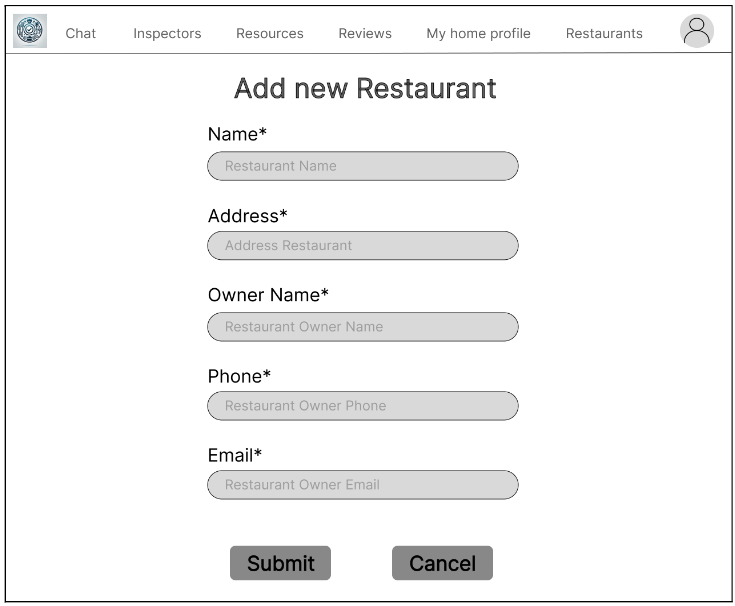 Chat Inspectors Resources Reviews My home profile Restaurants
Add new Restaurant
Name*
Restaurant Name
Address*
Address Restaurant
Owner Name*
Restaurant Owner Name
Phone*
Restaurant Owner Phone
Email*
Restaurant Owner Email
Submit Cancel